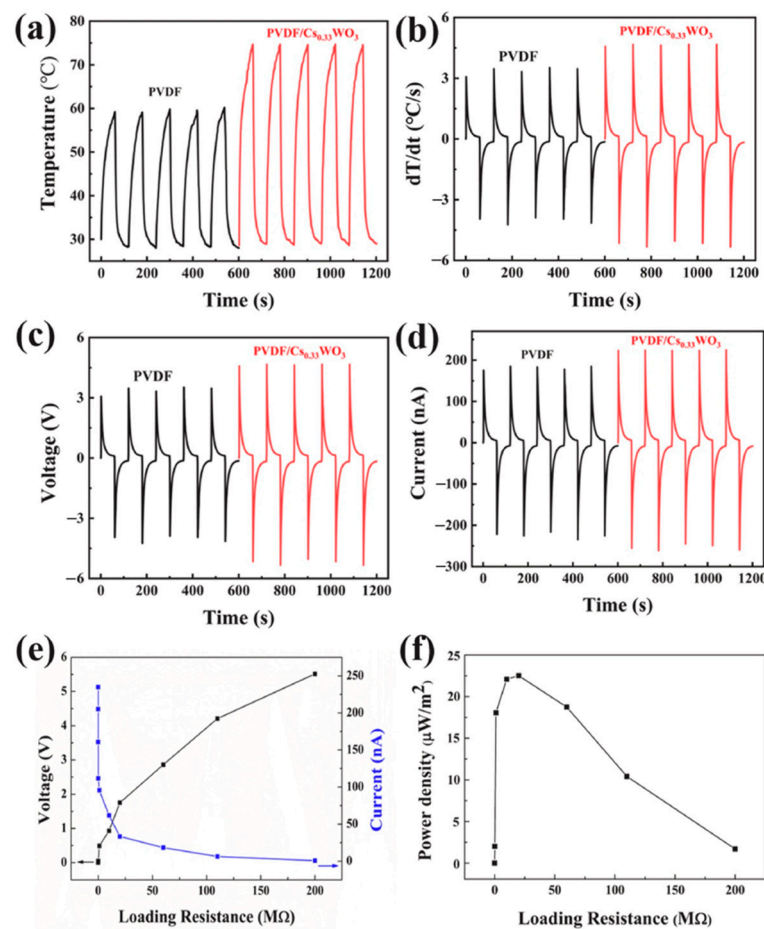 (a)
80
70
60
50
40
30
Temperature (°C)
PVDF
PVDF/Cs0.33WO3
0 200 400 600 800 1000 1200
Time (s)
(b)
6
3
0
−3
−6
dT/dt (°C/s)
PVDF
PVDF/Cs0.33WO3
0 200 400 600 800 1000 1200
Time (s)
(c)
6
3
0
−3
−6
Voltage (V)
PVDF
PVDF/Cs0.33WO3
0 200 400 600 800 1000 1200
Time (s)
(d)
200
100
0
−100
−200
−300
Current (nA)
PVDF
PVDF/Cs0.33WO3
0 200 400 600 800 1000 1200
Time (s)
(e)
6
5
4
3
2
1
0
Voltage (V)
250
200
150
100
50
0
Current (nA)
0 50 100 150 200
Loading Resistance (MΩ)
(f)
25
20
15
10
5
0
Power density (μW/m2)
0 50 100 150 200
Loading Resistance (MΩ)